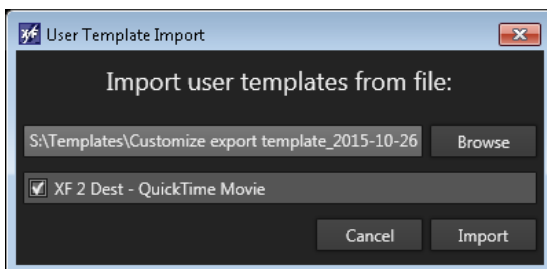 User Template Import
Import user templates from file:
S:\Templates\Customize export template_2015-10-26
Browse
XF 2 Dest - QuickTime Movie
Cancel
Import